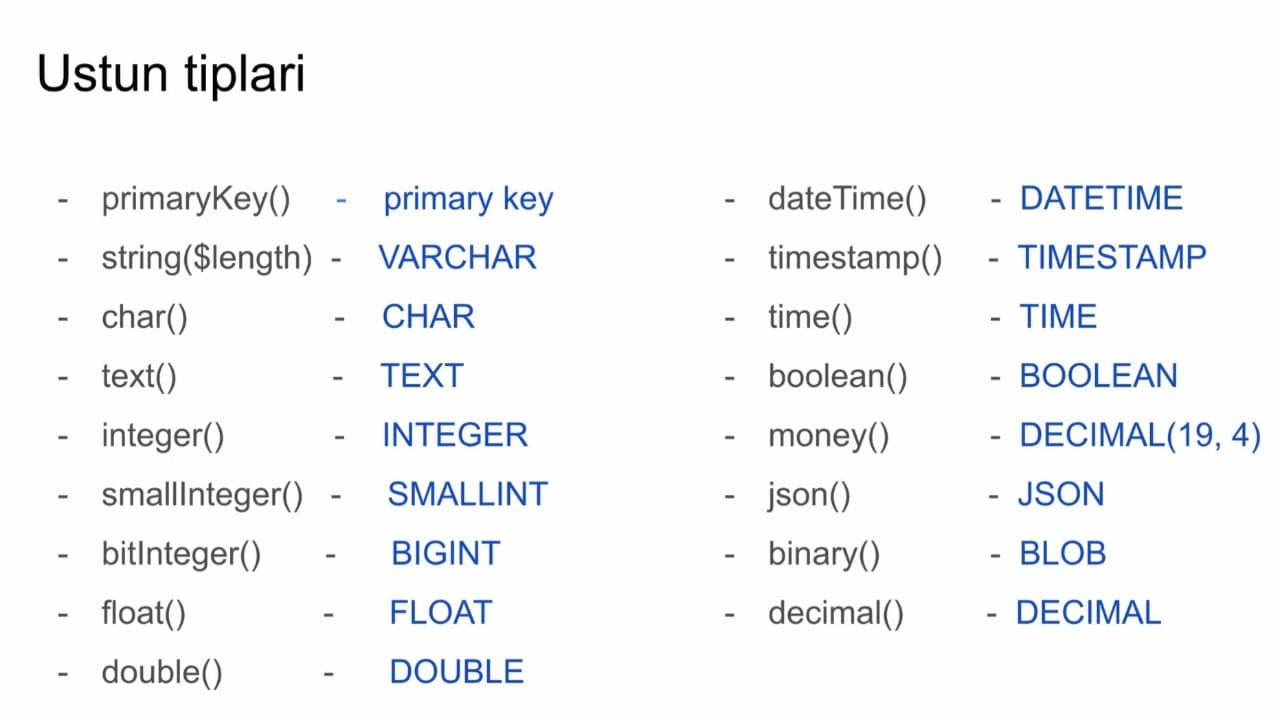 Ustun tiplari
- primaryKey() - primary key
- string($length) - VARCHAR
- char() - CHAR
- text() - TEXT
- integer() - INTEGER
- smallInteger() - SMALLINT
- bitInteger() - BIGINT
- float() - FLOAT
- double() - DOUBLE
- dateTime() - DATETIME
- timestamp() - TIMESTAMP
- time() - TIME
- boolean() - BOOLEAN
- money() - DECIMAL(19, 4)
- json() - JSON
- binary() - BLOB
- decimal() - DECIMAL